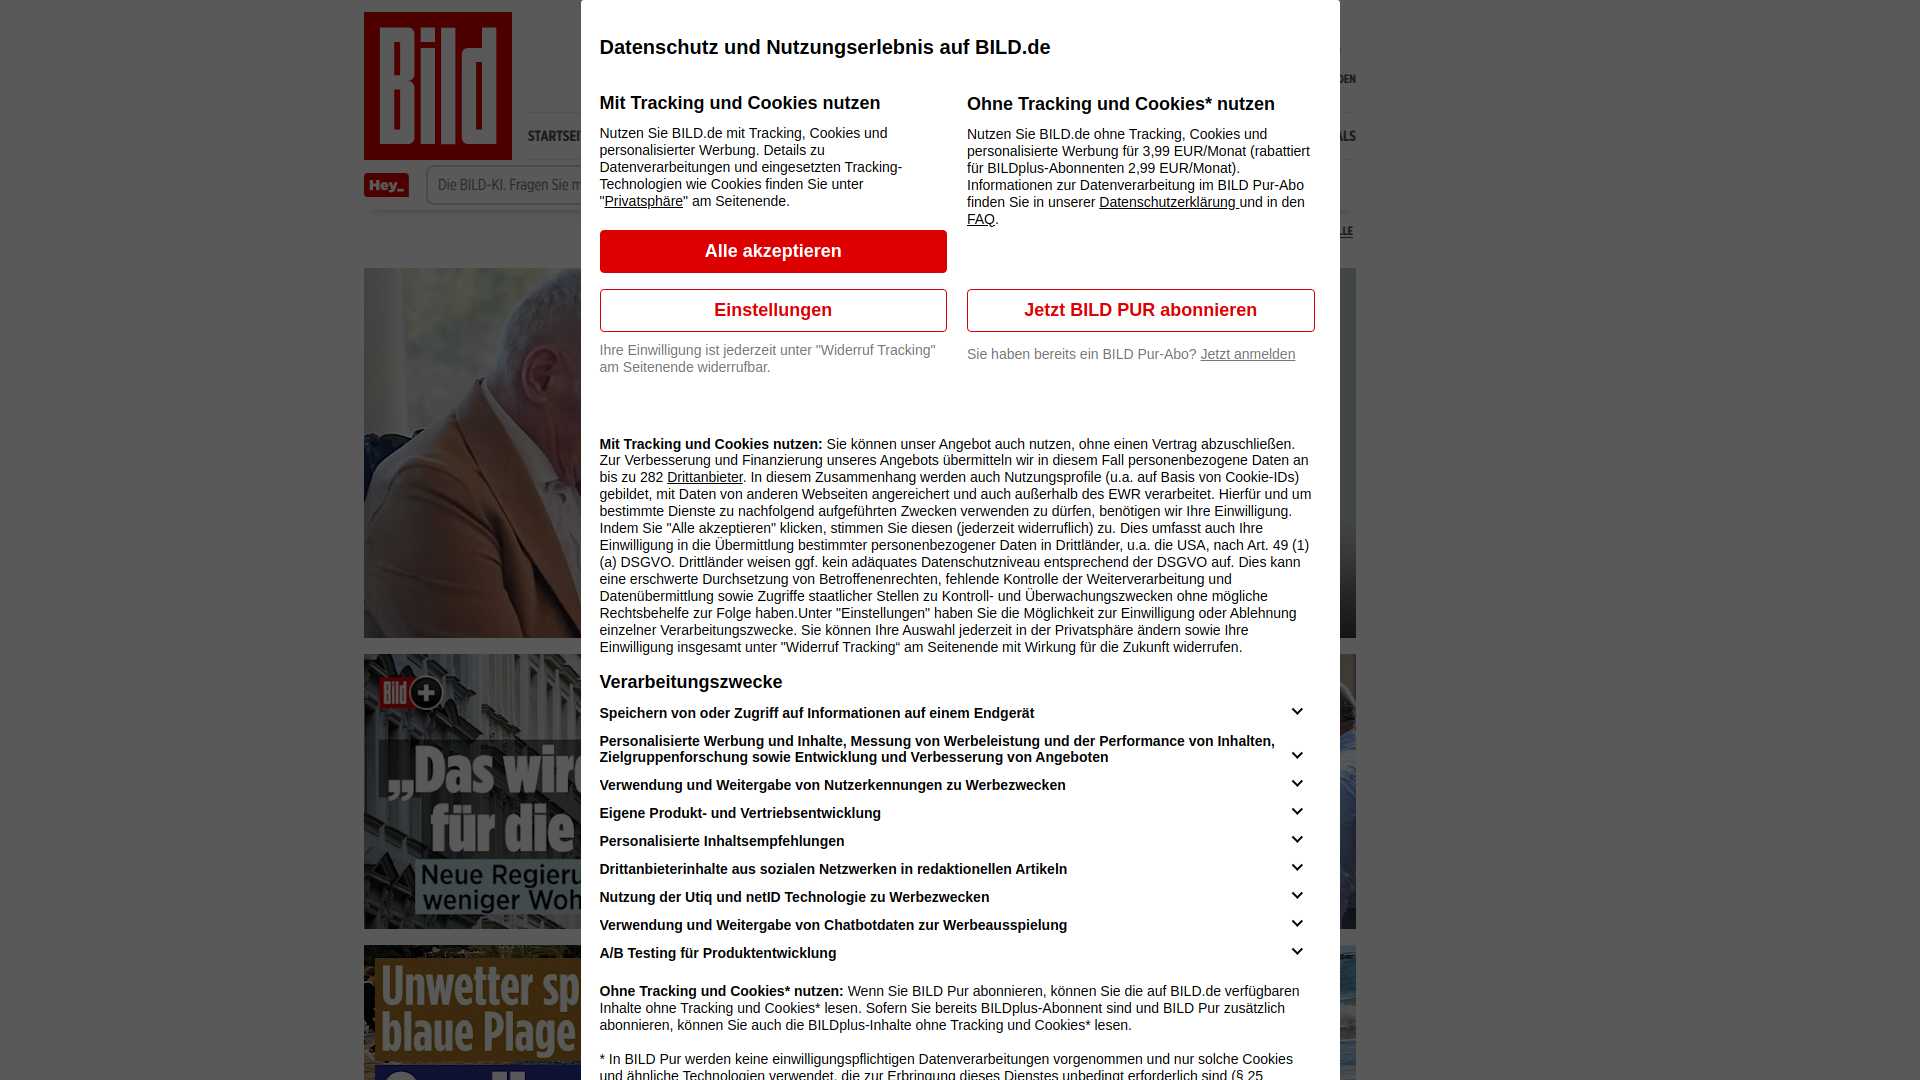 Bild
DEN
STARTSEI
ALS
Hey_
Die BILD-KI. Fragen Sie m
LLE
Datenschutz und Nutzungserlebnis auf BILD.de
Mit Tracking und Cookies nutzen
Nutzen Sie BILD.de mit Tracking, Cookies und
personalisierter Werbung. Details zu
Datenverarbeitungen und eingesetzten Tracking-
Technologien wie Cookies finden Sie unter
"Privatsphäre" am Seitenende.
Alle akzeptieren
Einstellungen
Ihre Einwilligung ist jederzeit unter "Widerruf Tracking"
am Seitenende widerrufbar.
Ohne Tracking und Cookies* nutzen
Nutzen Sie BILD.de ohne Tracking, Cookies und
personalisierte Werbung für 3,99 EUR/Monat (rabattiert
für BILDplus-Abonnenten 2,99 EUR/Monat).
Informationen zur Datenverarbeitung im BILD Pur-Abo
finden Sie in unserer Datenschutzerklärung und in den
FAQ.
Jetzt BILD PUR abonnieren
Sie haben bereits ein BILD Pur-Abo? Jetzt anmelden
Mit Tracking und Cookies nutzen: Sie können unser Angebot auch nutzen, ohne einen Vertrag abzuschließen.
Zur Verbesserung und Finanzierung unseres Angebots übermitteln wir in diesem Fall personenbezogene Daten an
bis zu 282 Drittanbieter. In diesem Zusammenhang werden auch Nutzungsprofile (u.a. auf Basis von Cookie-IDs)
gebildet, mit Daten von anderen Webseiten angereichert und auch außerhalb des EWR verarbeitet. Hierfür und um
bestimmte Dienste zu nachfolgend aufgeführten Zwecken verwenden zu dürfen, benötigen wir Ihre Einwilligung.
Indem Sie "Alle akzeptieren" klicken, stimmen Sie diesen (jederzeit widerruflich) zu. Dies umfasst auch Ihre
Einwilligung in die Übermittlung bestimmter personenbezogener Daten in Drittländer, u.a. die USA, nach Art. 49 (1)
(a) DSGVO. Drittländer weisen ggf. kein adäquates Datenschutzniveau entsprechend der DSGVO auf. Dies kann
eine erschwerte Durchsetzung von Betroffenenrechten, fehlende Kontrolle der Weiterverarbeitung und
Datenübermittlung sowie Zugriffe staatlicher Stellen zu Kontroll- und Überwachungszwecken ohne mögliche
Rechtsbehelfe zur Folge haben.Unter "Einstellungen" haben Sie die Möglichkeit zur Einwilligung oder Ablehnung
einzelner Verarbeitungszwecke. Sie können Ihre Auswahl jederzeit in der Privatsphäre ändern sowie Ihre
Einwilligung insgesamt unter "Widerruf Tracking“ am Seitenende mit Wirkung für die Zukunft widerrufen.
Verarbeitungszwecke
Speichern von oder Zugriff auf Informationen auf einem Endgerät
Personalisierte Werbung und Inhalte, Messung von Werbeleistung und der Performance von Inhalten,
Zielgruppenforschung sowie Entwicklung und Verbesserung von Angeboten
Verwendung und Weitergabe von Nutzerkennungen zu Werbezwecken
Eigene Produkt- und Vertriebsentwicklung
Personalisierte Inhaltsempfehlungen
Drittanbieterinhalte aus sozialen Netzwerken in redaktionellen Artikeln
Nutzung der Utiq und netID Technologie zu Werbezwecken
Verwendung und Weitergabe von Chatbotdaten zur Werbeausspielung
A/B Testing für Produktentwicklung
Ohne Tracking und Cookies* nutzen: Wenn Sie BILD Pur abonnieren, können Sie die auf BILD.de verfügbaren
Inhalte ohne Tracking und Cookies* lesen. Sofern Sie bereits BILDplus-Abonnent sind und BILD Pur zusätzlich
abonnieren, können Sie auch die BILDplus-Inhalte ohne Tracking und Cookies* lesen.
* In BILD Pur werden keine einwilligungspflichtigen Datenverarbeitungen vorgenommen und nur solche Cookies
und ähnliche Technologien verwendet, die zur Erbringung dieses Dienstes unbedingt erforderlich sind (§ 25
Bild +
„Das wird
für die
Neue Regieru
weniger Woh
Unwetter sp
blaue Plage